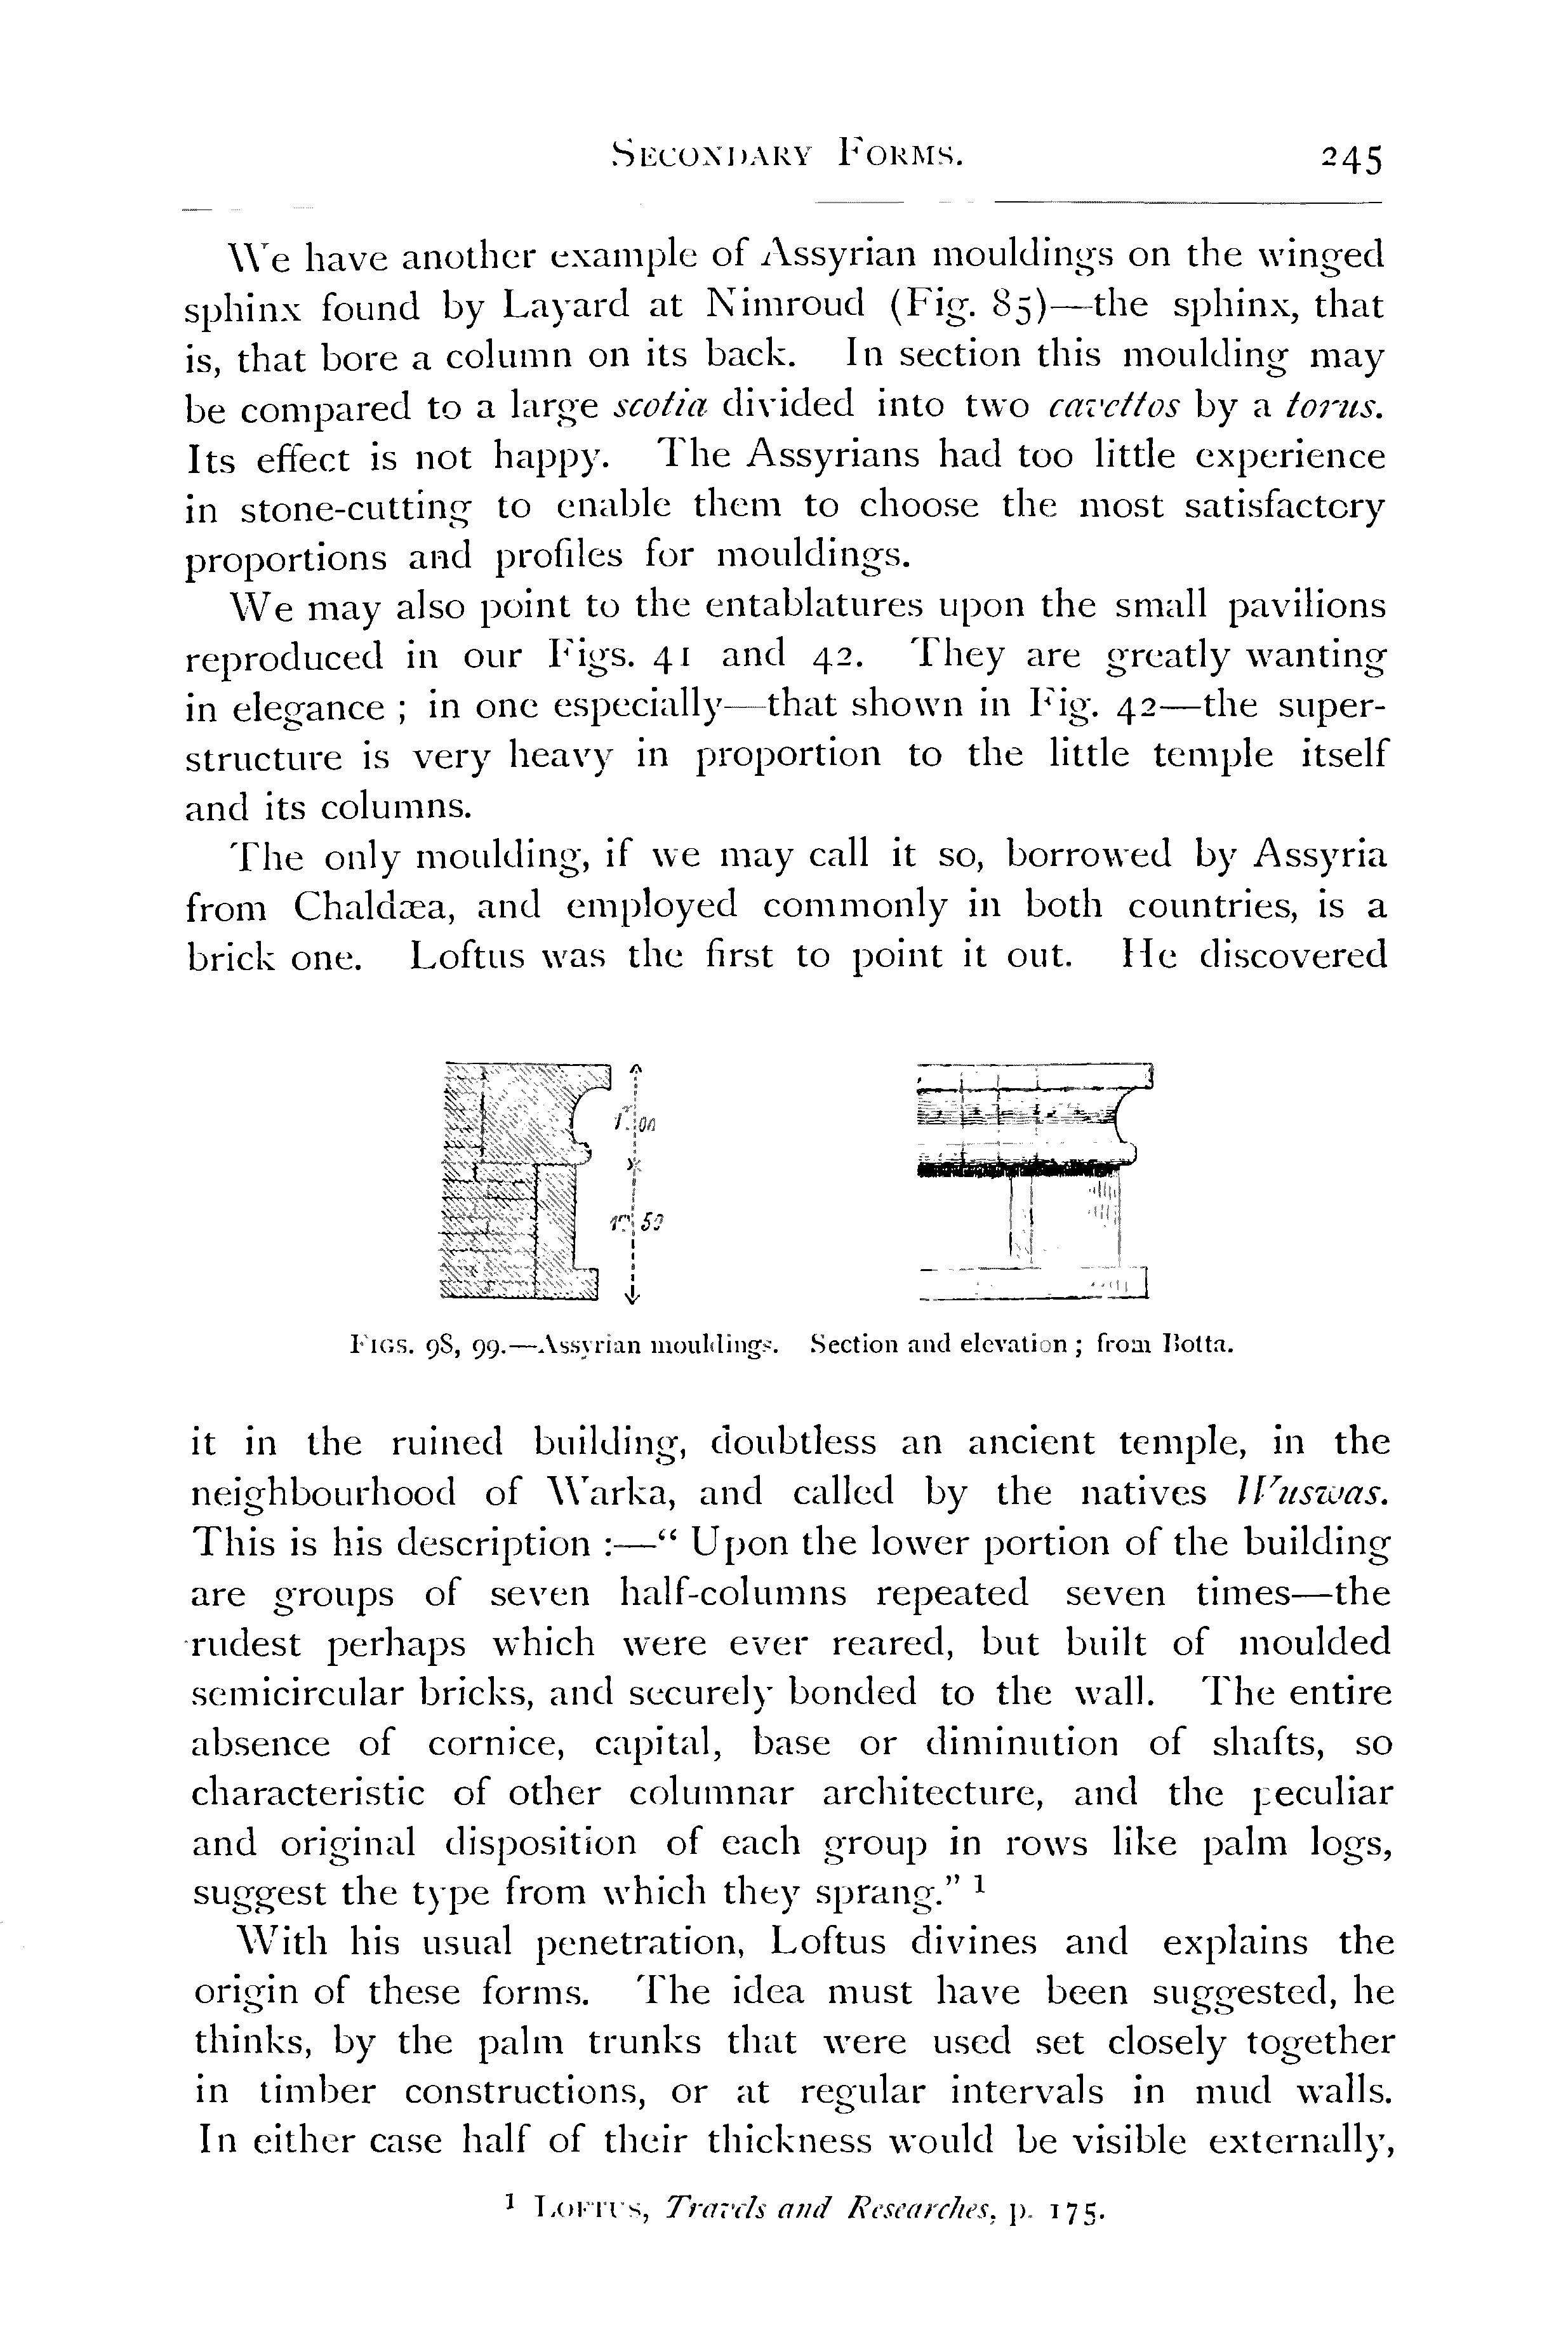 SECONDARY FORMS. 245
We have another example of Assyrian mouldings on the winged
sphinx found by Layard at Nimroud (Fig. 85)—the sphinx, that
is, that bore a column on its back. In section this moulding may
be compared to a large scotia divided into two cavettos by a torus.
Its effect is not happy. The Assyrians had too little experience
in stone-cutting to enable them to choose the most satisfactory
proportions and profiles for mouldings.
We may also point to the entablatures upon the small pavilions
reproduced in our Figs. 41 and 42. They are greatly wanting
in elegance ; in one especially—that shown in Fig. 42—the super-
structure is very heavy in proportion to the little temple itself
and its columns.
The only moulding, if we may call it so, borrowed by Assyria
from Chaldæa, and employed commonly in both countries, is a
brick one. Loftus was the first to point it out. He discovered
1m 00
1m 50
FIGS. 98, 99.—Assyrian mouldings. Section and elevation ; from Botta.
it in the ruined building, doubtless an ancient temple, in the
neighbourhood of Warka, and called by the natives Wuswas.
This is his description :—“ Upon the lower portion of the building
are groups of seven half-columns repeated seven times—the
rudest perhaps which were ever reared, but built of moulded
semicircular bricks, and securely bonded to the wall. The entire
absence of cornice, capital, base or diminution of shafts, so
characteristic of other columnar architecture, and the peculiar
and original disposition of each group in rows like palm logs,
suggest the type from which they sprang.” 1
With his usual penetration, Loftus divines and explains the
origin of these forms. The idea must have been suggested, he
thinks, by the palm trunks that were used set closely together
in timber constructions, or at regular intervals in mud walls.
In either case half of their thickness would be visible externally,
1 LOFTUS, Travels and Researches, p. 175.